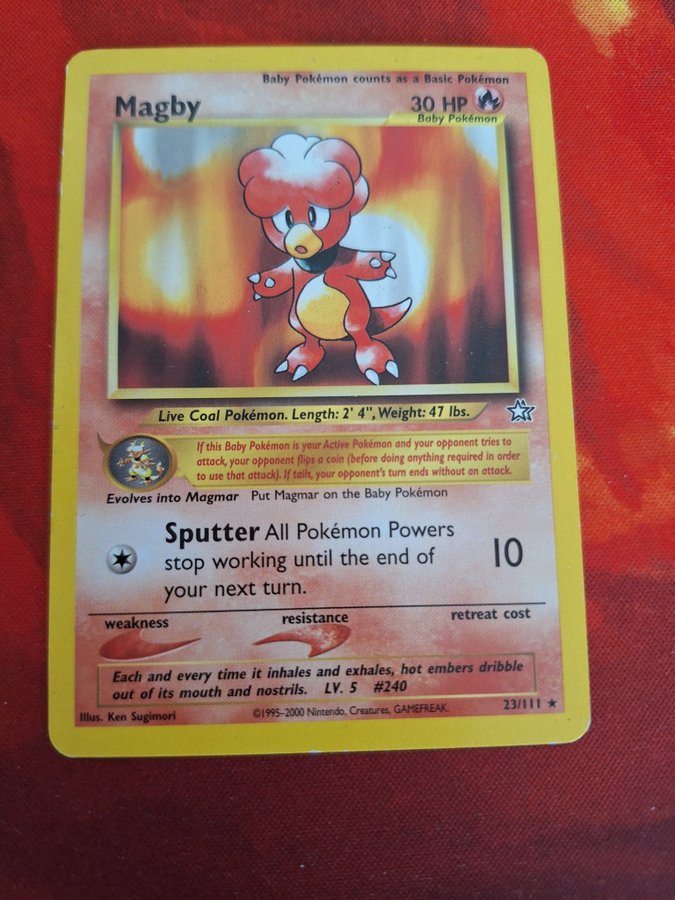 Baby Pokémon counts as a Basic Pokémon
Magby 30 HP
Baby Pokémon
Live Coal Pokémon. Length: 2' 4", Weight: 47 lbs.
If this Baby Pokémon is your Active Pokémon and your opponent tries to
attack, your opponent flips a coin (before doing anything required in order
to use that attack). If tails, your opponent's turn ends without an attack.
Evolves into Magmar Put Magmar on the Baby Pokémon
Sputter All Pokémon Powers
stop working until the end of
your next turn.
10
weakness resistance retreat cost
Each and every time it inhales and exhales, hot embers dribble
out of its mouth and nostrils. LV. 5 #240
Illus. Ken Sugimori ©1995–2000 Nintendo, Creatures, GAMEFREAK. 23/111 ★